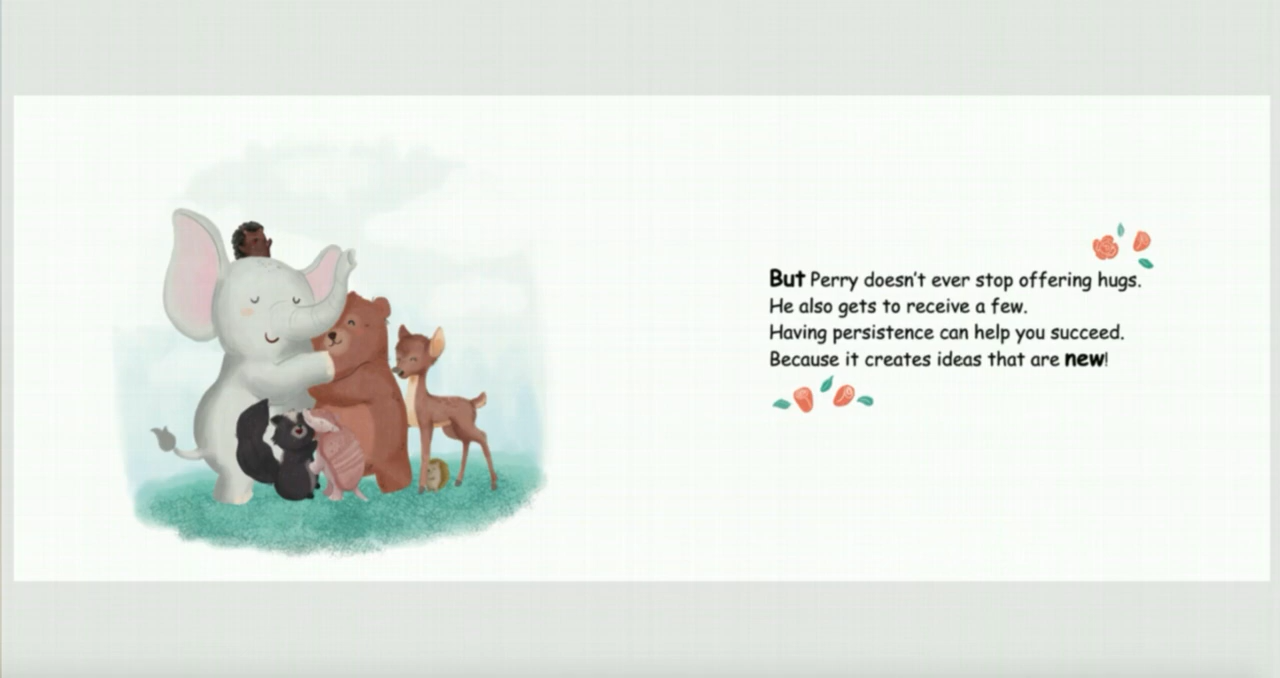 But Perry doesn't ever stop offering hugs.
He also gets to receive a few.
Having persistence can help you succeed.
Because it creates ideas that are new!